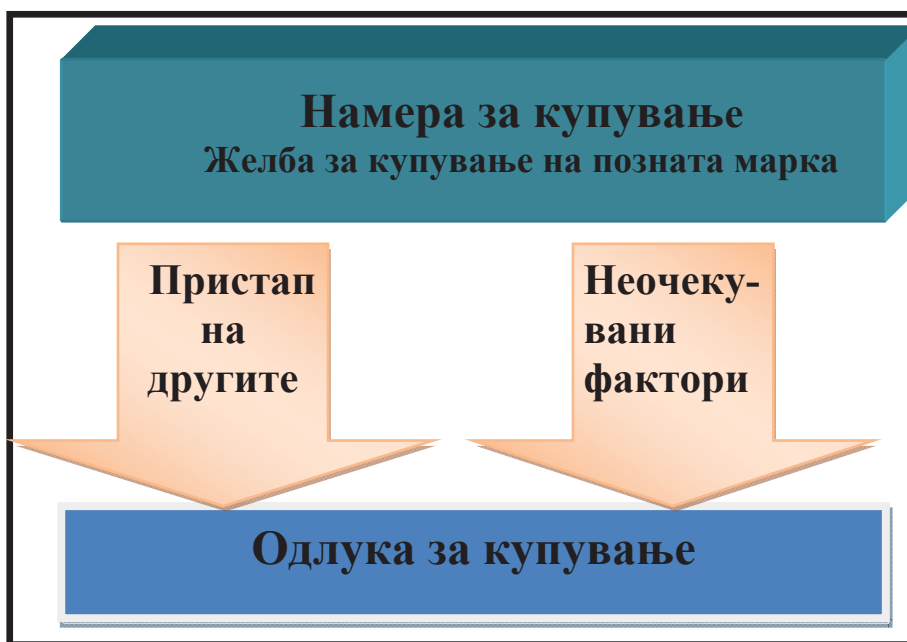 Намера за купување
Желба за купување на позната марка
Пристап
на
другите
Неочеку-
вани
фактори
Одлука за купување